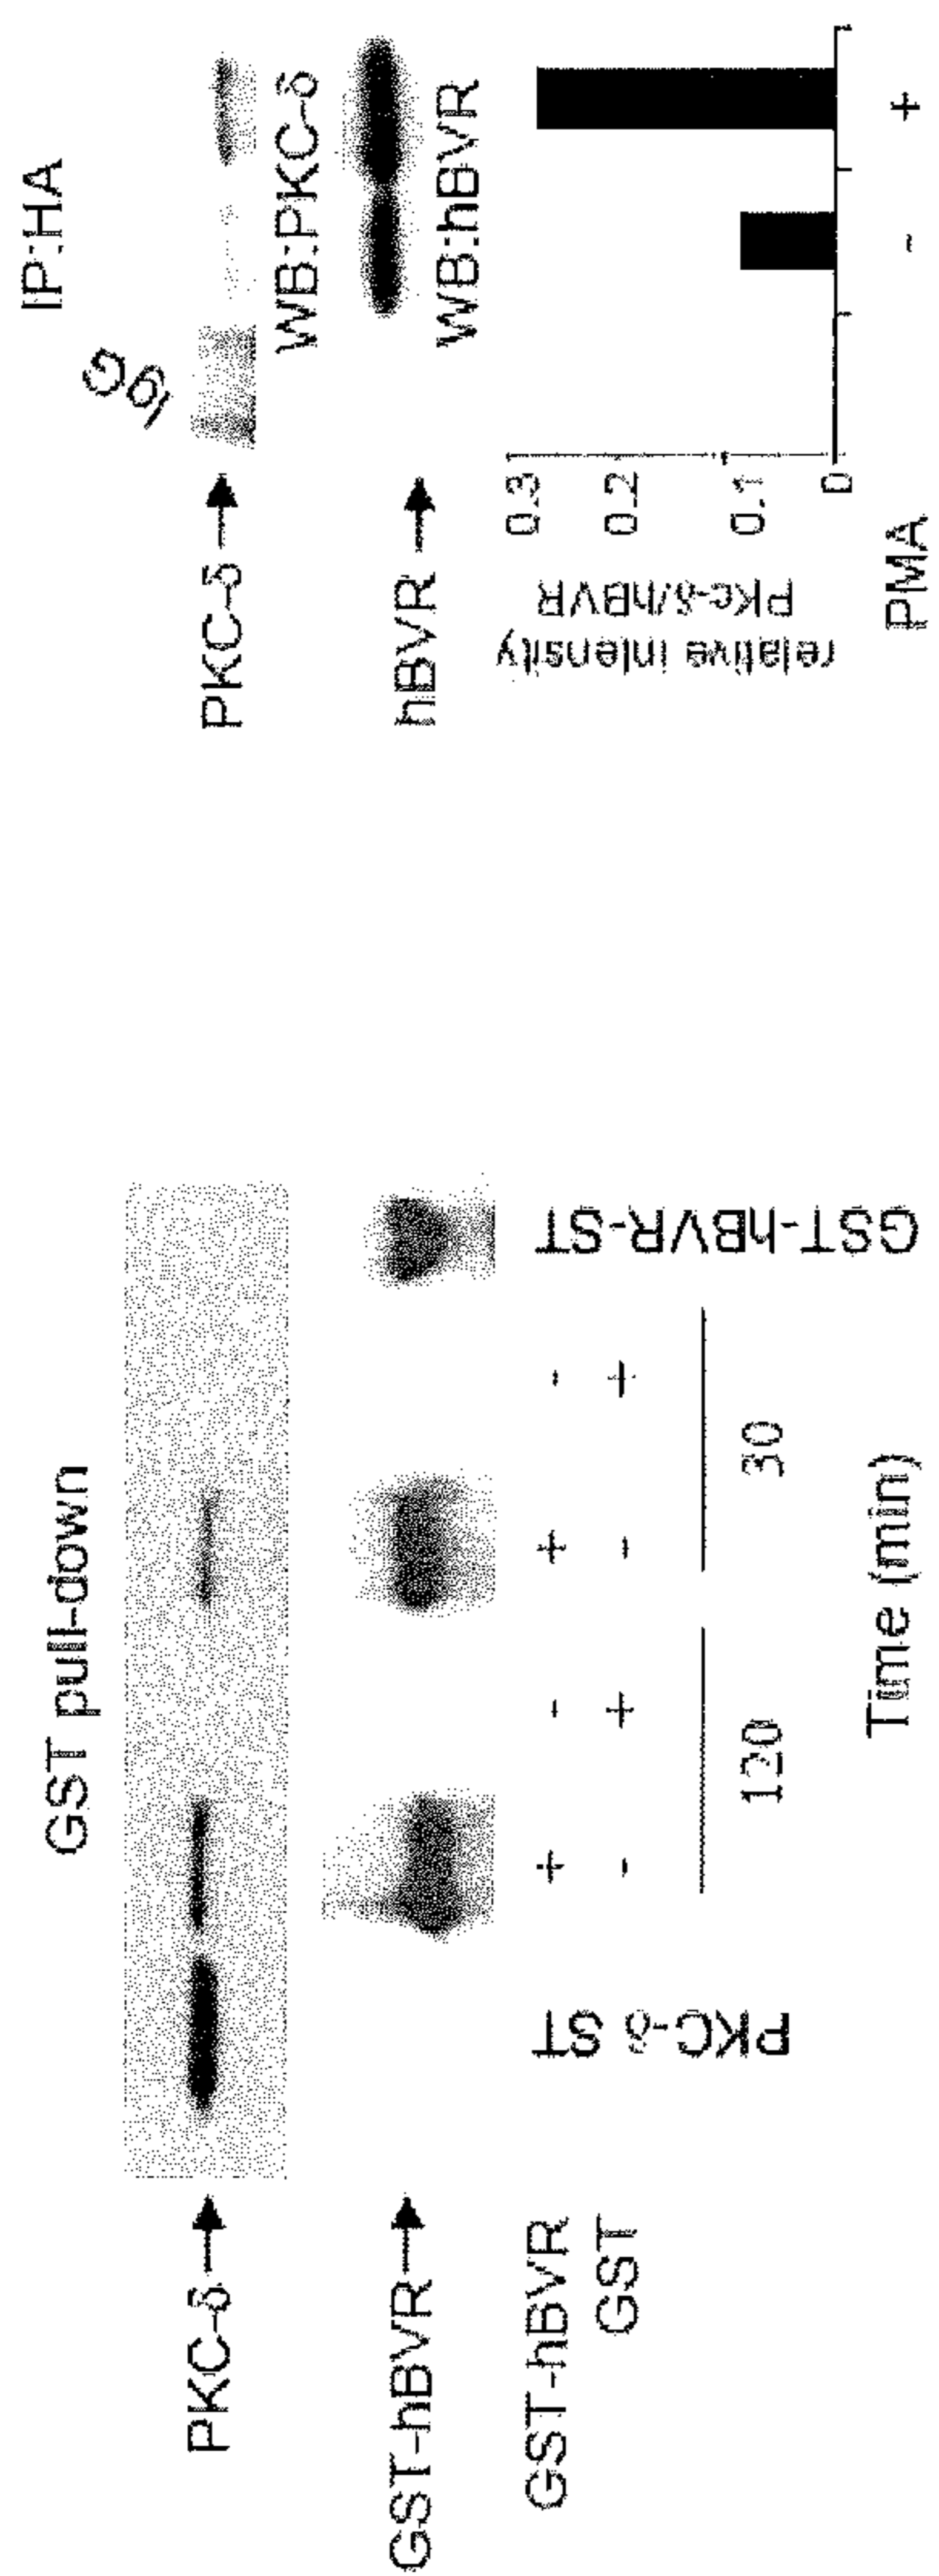 GST pull-down
PKC-δ
GST-hBVR
GST-hBVR + - + -
GST - + - +
PKC-δ ST
GST-hBVR-ST
120 30
Time (min)
IP:HA
IgG
PKC-δ
WB:PKC-δ
hBVR
WB:hBVR
relative intensity
PKc-δ/hBVR
0.3
0.2
0.1
0
PMA - +